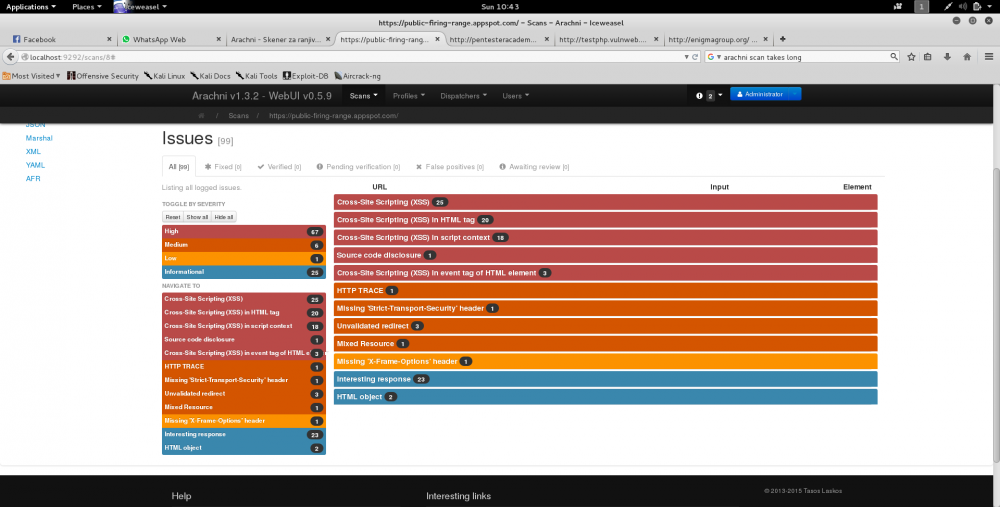 Applications Places Iceweasel Sun 10:43 1
https://public-firing-range.appspot.com/ – Scans – Arachni – Iceweasel
Facebook WhatsApp Web Arachni - Skener za ranjiv... https://public-firing-rang... http://pentesteracadem... http://testphp.vulnweb.... http://enigmagroup.org/
localhost:9292/scans/8# arachni scan takes long
Most Visited Offensive Security Kali Linux Kali Docs Kali Tools Exploit-DB Aircrack-ng
Arachni v1.3.2 - WebUI v0.5.9 Scans Profiles Dispatchers Users 2 Administrator
/ Scans / https://public-firing-range.appspot.com/
JSON
Marshal
XML
YAML
AFR
Issues [99]
All [99] Fixed [0] Verified [0] Pending verification [0] False positives [0] Awaiting review [0]
Listing all logged issues.
TOGGLE BY SEVERITY
Reset Show all Hide all
High 67
Medium 6
Low 1
Informational 25
NAVIGATE TO
Cross-Site Scripting (XSS) 25
Cross-Site Scripting (XSS) in HTML tag 20
Cross-Site Scripting (XSS) in script context 18
Source code disclosure 1
Cross-Site Scripting (XSS) in event tag of HTML 3
HTTP TRACE 1
Missing 'Strict-Transport-Security' header 1
Unvalidated redirect 3
Mixed Resource 1
Missing 'X-Frame-Options' header 1
Interesting response 23
HTML object 2
URL Input Element
Cross-Site Scripting (XSS) 25
Cross-Site Scripting (XSS) in HTML tag 20
Cross-Site Scripting (XSS) in script context 18
Source code disclosure 1
Cross-Site Scripting (XSS) in event tag of HTML element 3
HTTP TRACE 1
Missing 'Strict-Transport-Security' header 1
Unvalidated redirect 3
Mixed Resource 1
Missing 'X-Frame-Options' header 1
Interesting response 23
HTML object 2
Help Interesting links © 2013-2015 Tasos Laskos